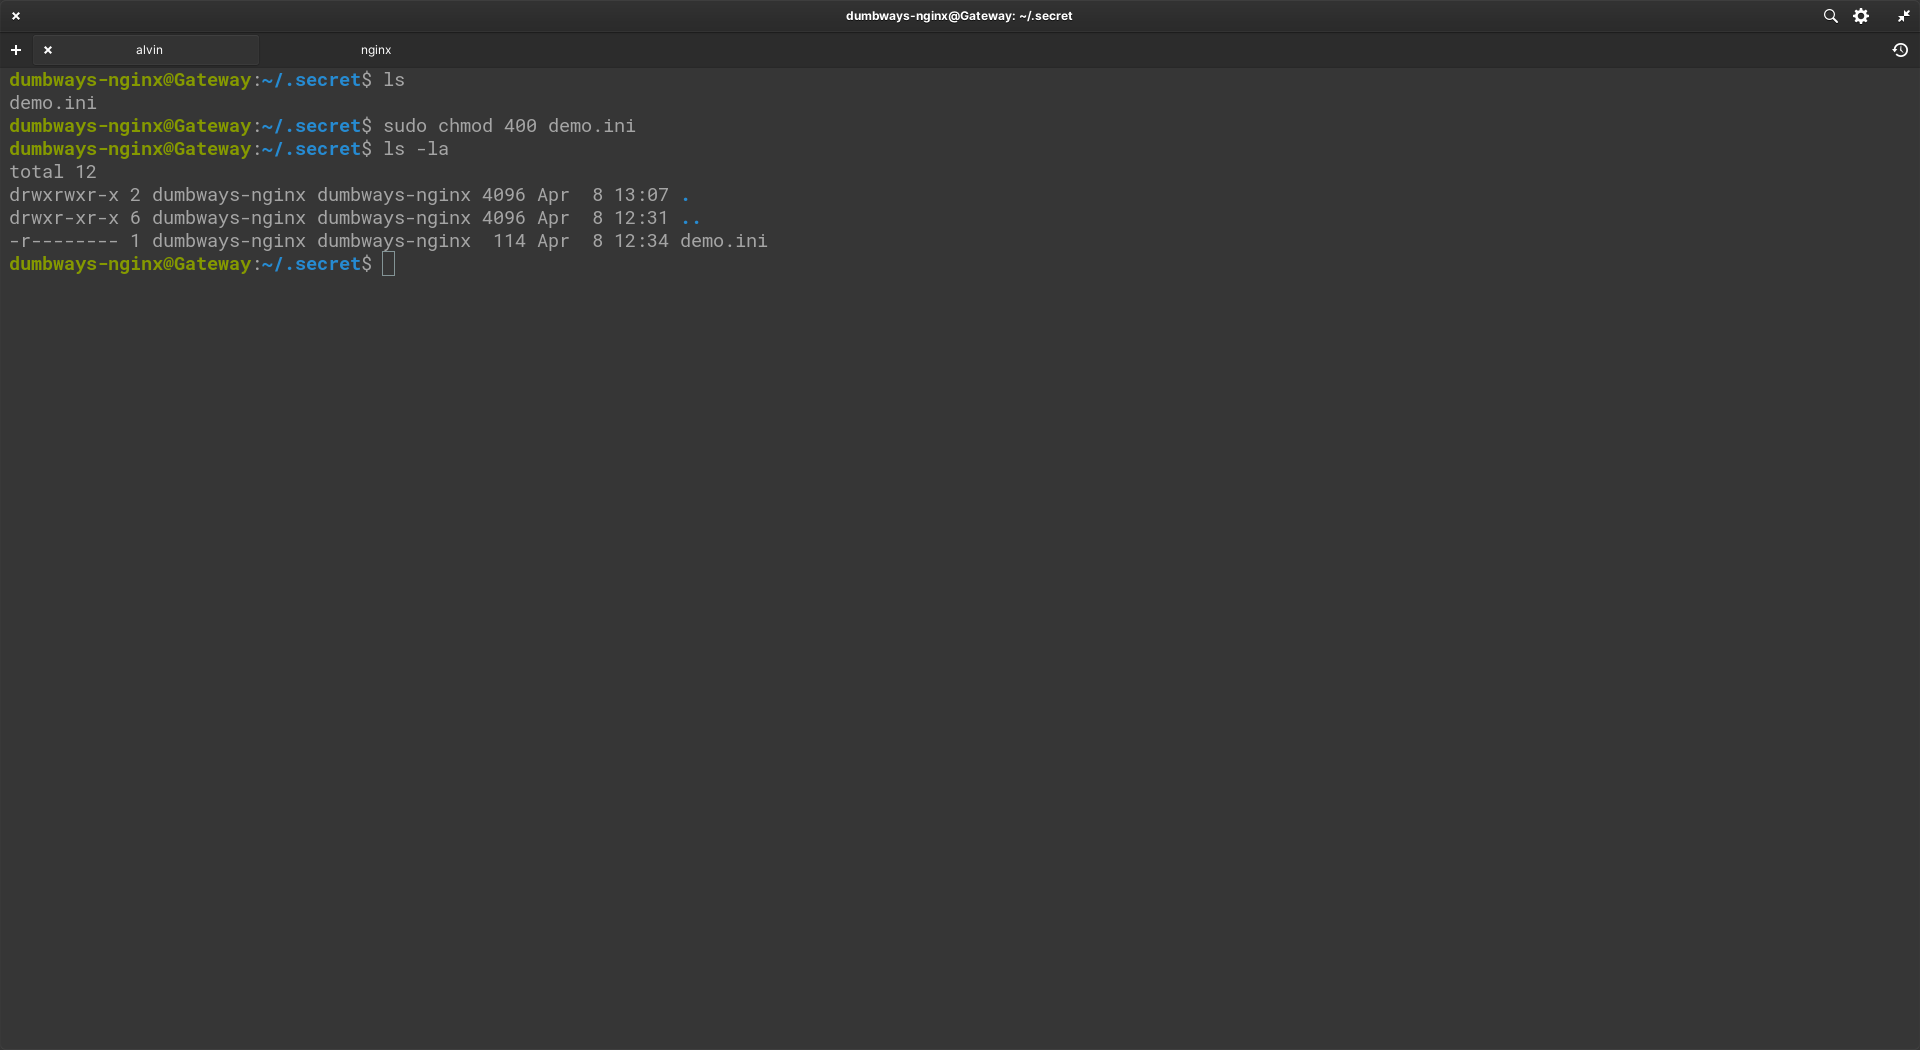 dumbways-nginx@Gateway: ~/.secret
alvin
nginx
dumbways-nginx@Gateway:~/.secret$ ls
demo.ini
dumbways-nginx@Gateway:~/.secret$ sudo chmod 400 demo.ini
dumbways-nginx@Gateway:~/.secret$ ls -la
total 12
drwxrwxr-x 2 dumbways-nginx dumbways-nginx 4096 Apr  8 13:07 .
drwxr-xr-x 6 dumbways-nginx dumbways-nginx 4096 Apr  8 12:31 ..
-r-------- 1 dumbways-nginx dumbways-nginx  114 Apr  8 12:34 demo.ini
dumbways-nginx@Gateway:~/.secret$